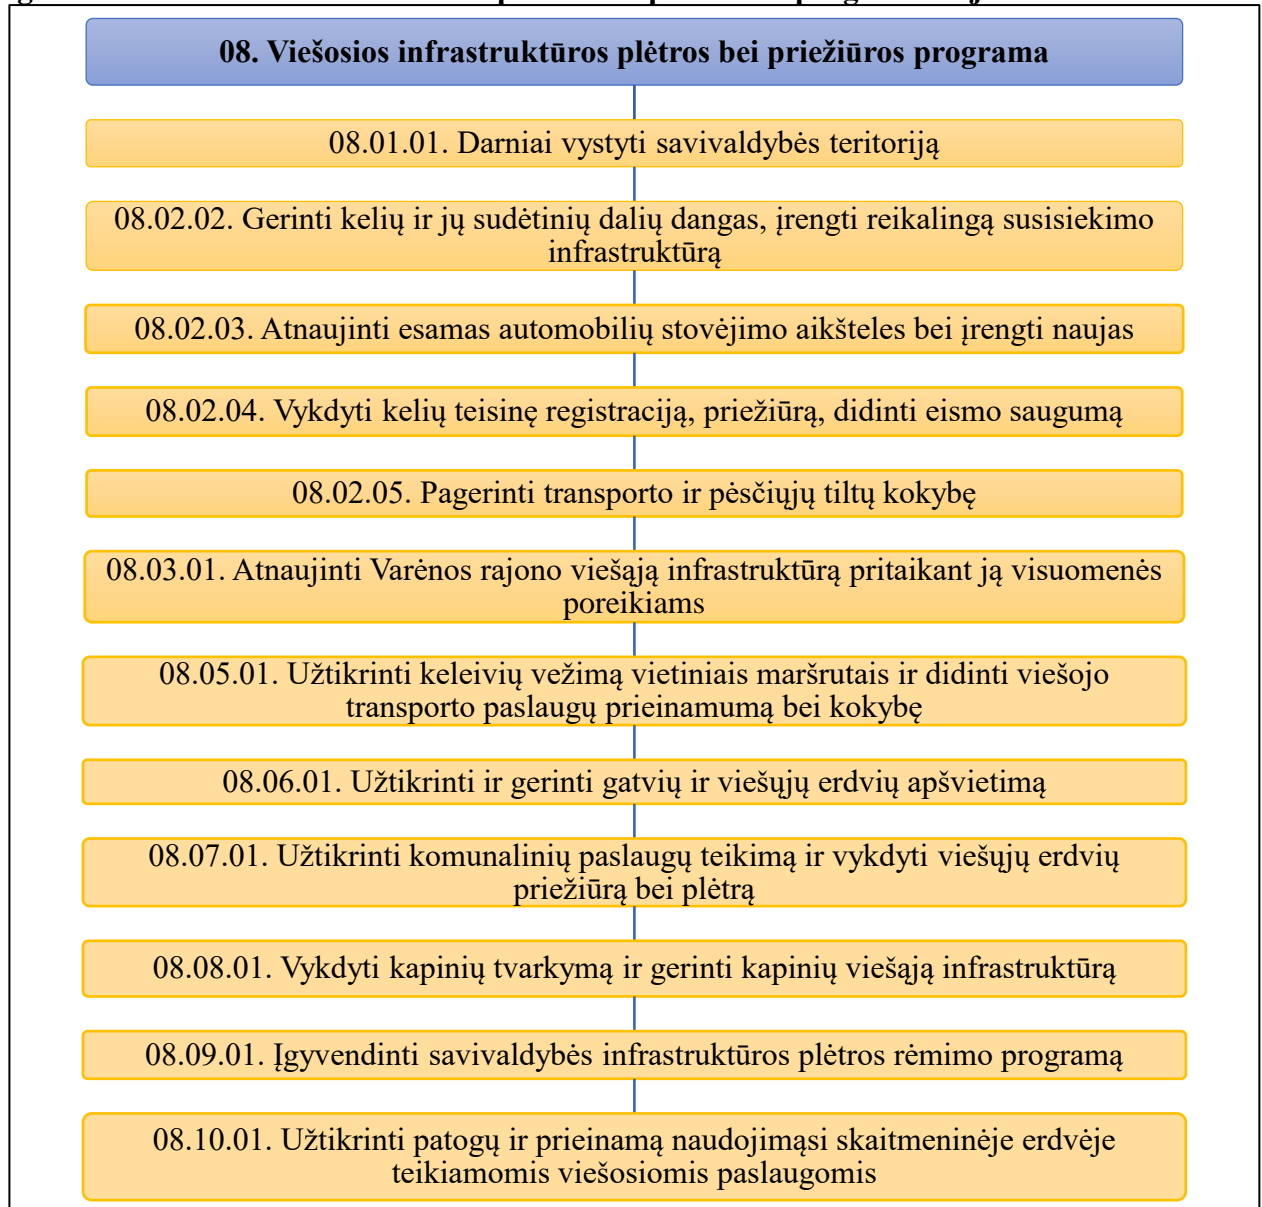 08. Viešosios infrastruktūros plėtros bei priežiūros programa
08.01.01. Darniai vystyti savivaldybės teritoriją
08.02.02. Gerinti kelių ir jų sudėtinių dalių dangas, įrengti reikalingą susisiekimo
infrastruktūrą
08.02.03. Atnaujinti esamas automobilių stovėjimo aikšteles bei įrengti naujas
08.02.04. Vykdyti kelių teisinę registraciją, priežiūrą, didinti eismo saugumą
08.02.05. Pagerinti transporto ir pėsčiųjų tiltų kokybę
08.03.01. Atnaujinti Varėnos rajono viešąją infrastruktūrą pritaikant ją visuomenės
poreikiams
08.05.01. Užtikrinti keleivių vežimą vietiniais maršrutais ir didinti viešojo
transporto paslaugų prieinamumą bei kokybę
08.06.01. Užtikrinti ir gerinti gatvių ir viešųjų erdvių apšvietimą
08.07.01. Užtikrinti komunalinių paslaugų teikimą ir vykdyti viešųjų erdvių
priežiūrą bei plėtrą
08.08.01. Vykdyti kapinių tvarkymą ir gerinti kapinių viešąją infrastruktūrą
08.09.01. Įgyvendinti savivaldybės infrastruktūros plėtros rėmimo programą
08.10.01. Užtikrinti patogų ir prieinamą naudojimąsi skaitmeninėje erdvėje
teikiamomis viešosiomis paslaugomis